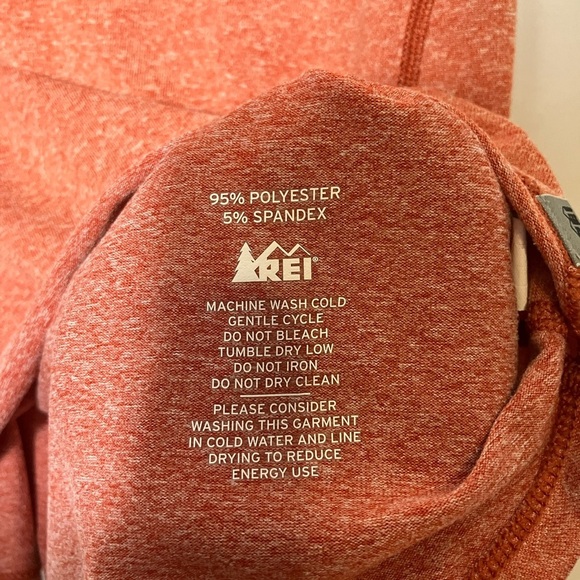 95% POLYESTER
5% SPANDEX
REI®
MACHINE WASH COLD
GENTLE CYCLE
DO NOT BLEACH
TUMBLE DRY LOW
DO NOT IRON
DO NOT DRY CLEAN
PLEASE CONSIDER
WASHING THIS GARMENT
IN COLD WATER AND LINE
DRYING TO REDUCE
ENERGY USE